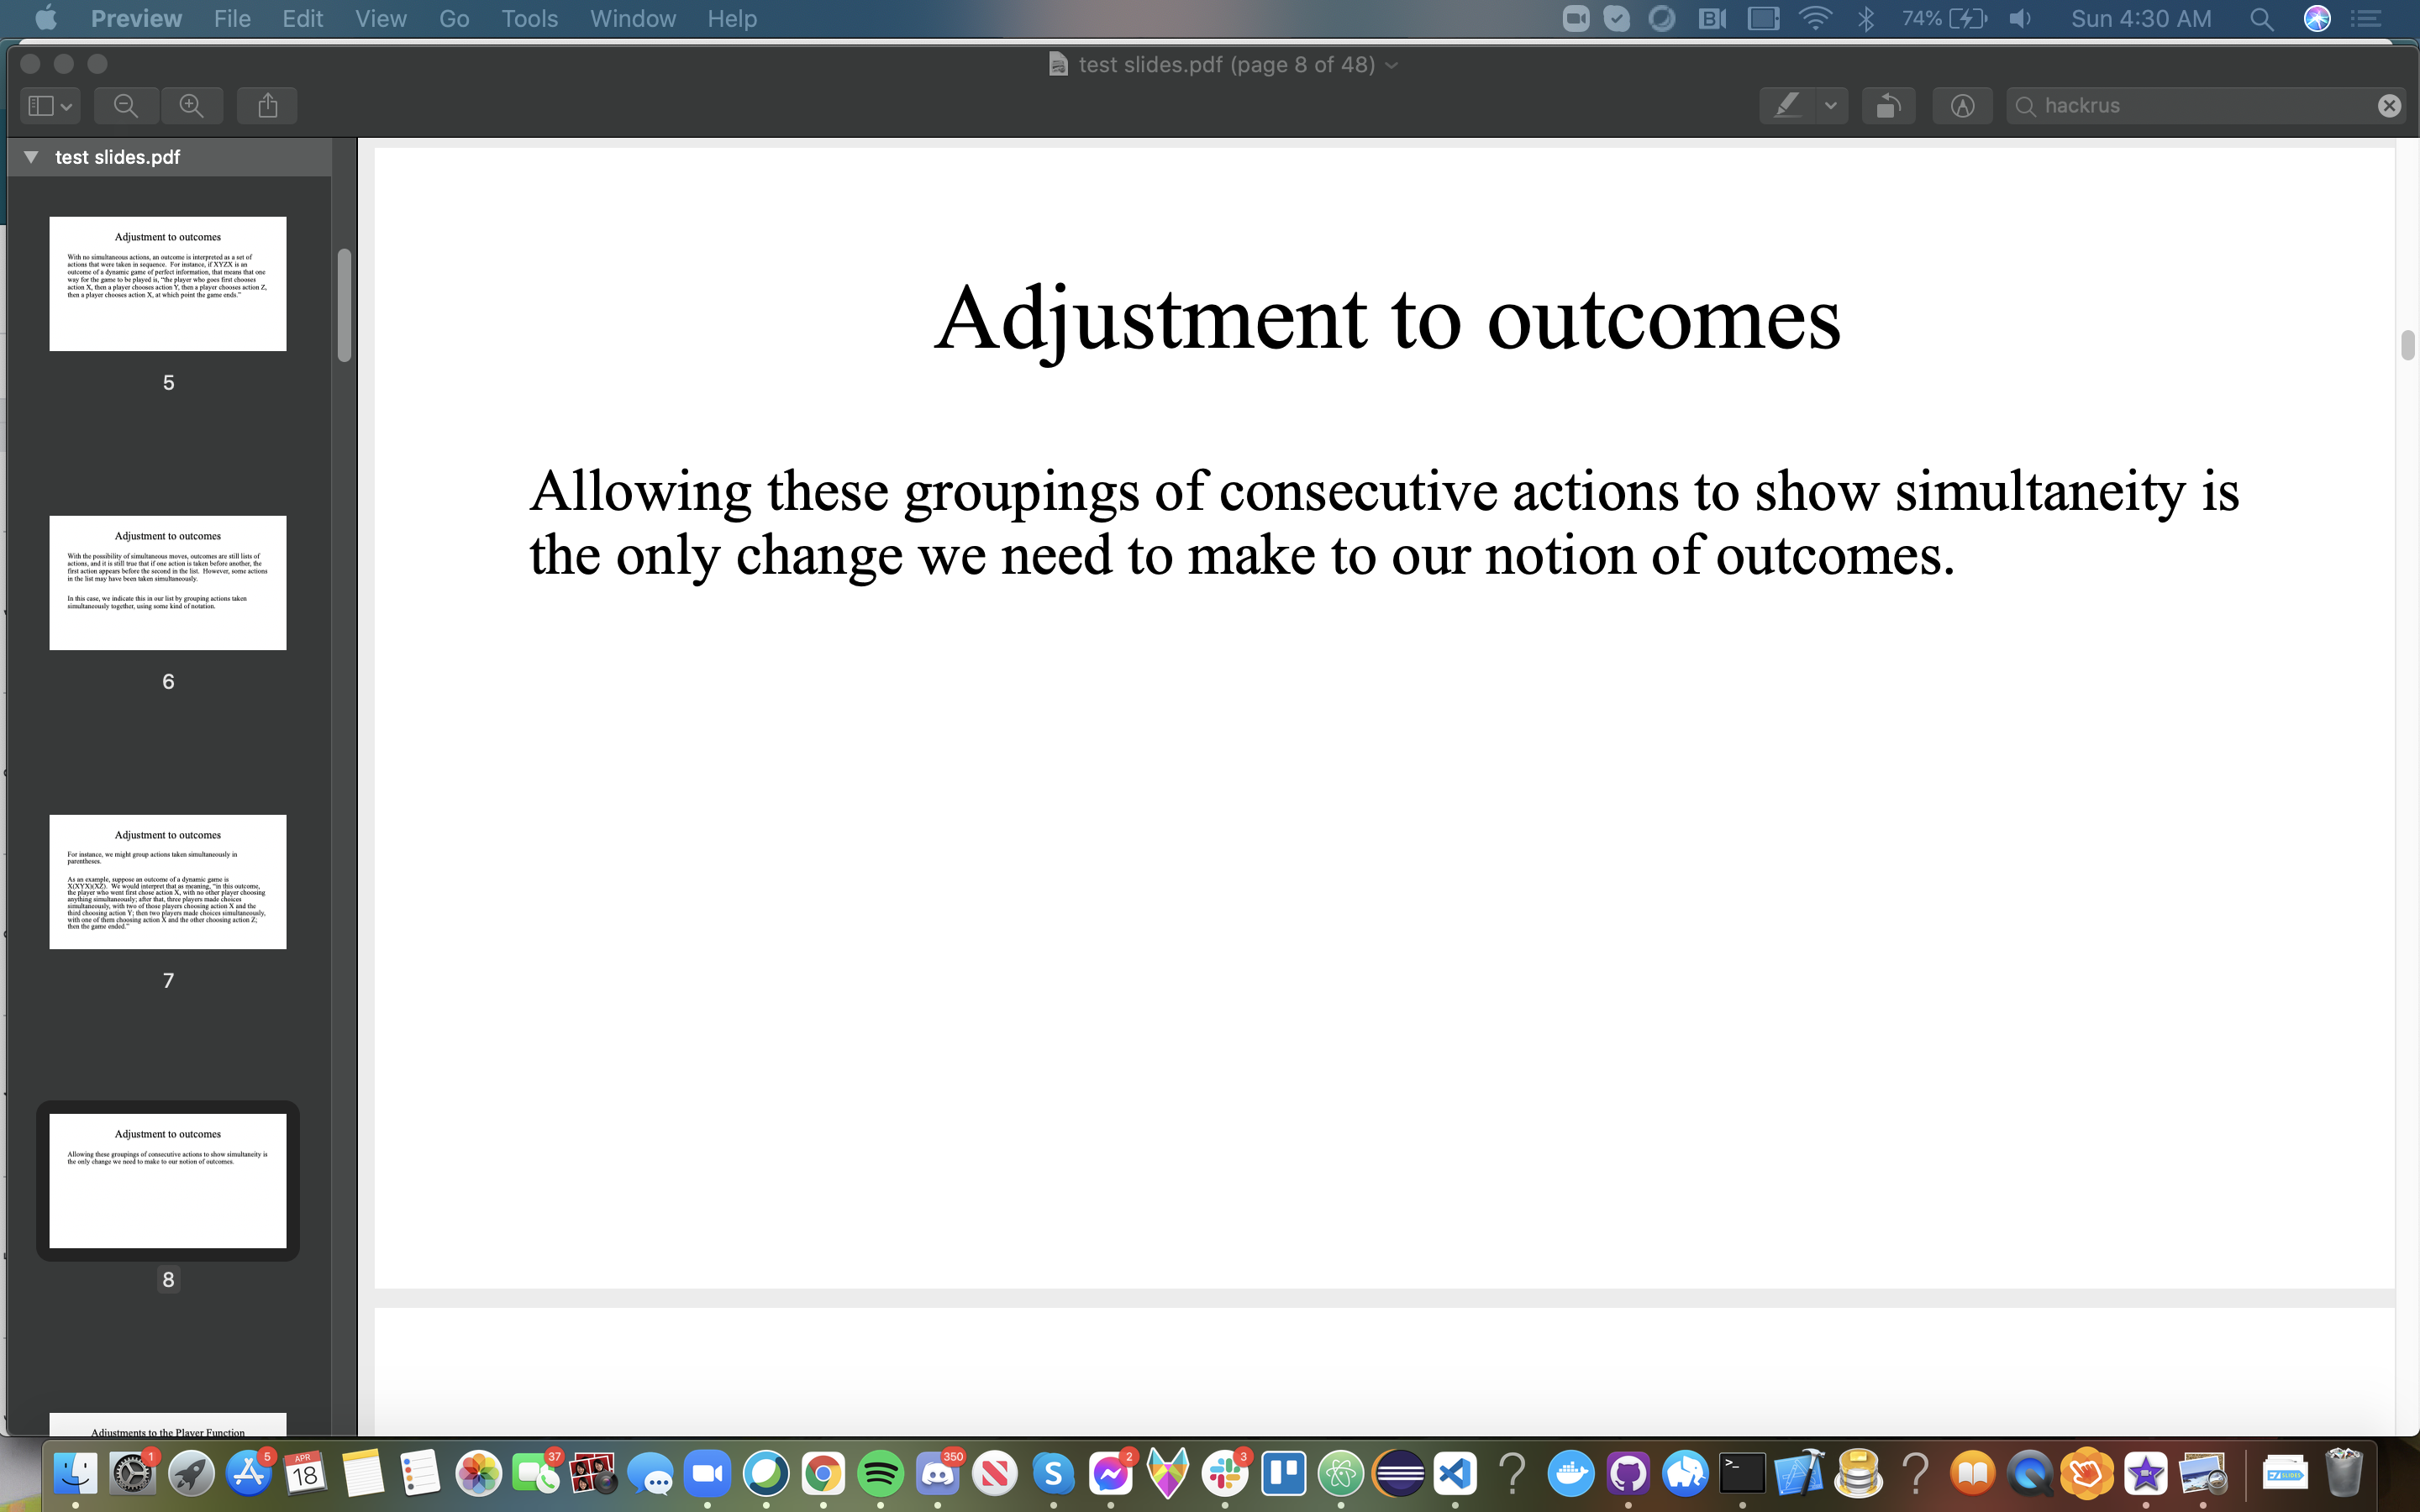 Preview File Edit View Go Tools Window Help 74% Sun 4:30 AM
test slides.pdf (page 8 of 48)
hackrus
test slides.pdf
Adjustment to outcomes
With no simultaneous actions, an outcome is interpreted as a set of
actions that were taken in sequence. For instance, if XYZX is an
outcome of a dynamic game of perfect information, that means that one
way for the game to be played is, "the player who goes first chooses
action X, then a player chooses action Y, then a player chooses action Z,
then a player chooses action X, at which point the game ends."
5
Adjustment to outcomes
With the possibility of simultaneous moves, outcomes are still lists of
actions, and it is still true that if one action is taken before another, the
first action appears before the second in the list. However, some actions
in the list may have been taken simultaneously.
In this case, we indicate this in our list by grouping actions taken
simultaneously together, using some kind of notation.
6
Adjustment to outcomes
For instance, we might group actions taken simultaneously in
parentheses.
As an example, suppose an outcome of a dynamic game is
X(XYX)(XZ). We would interpret that as meaning, "in this outcome,
the player who went first chose action X, with no other player choosing
anything simultaneously; after that, three players made choices
simultaneously, with two of those players choosing action X and the
third choosing action Y; then two players made choices simultaneously,
with one of them choosing action X and the other choosing action Z;
then the game ended."
7
Adjustment to outcomes
Allowing these groupings of consecutive actions to show simultaneity is
the only change we need to make to our notion of outcomes.
8
Adjustments to the Player Function
Adjustment to outcomes
Allowing these groupings of consecutive actions to show simultaneity is
the only change we need to make to our notion of outcomes.
1 5 APR 18 37 350 2 3